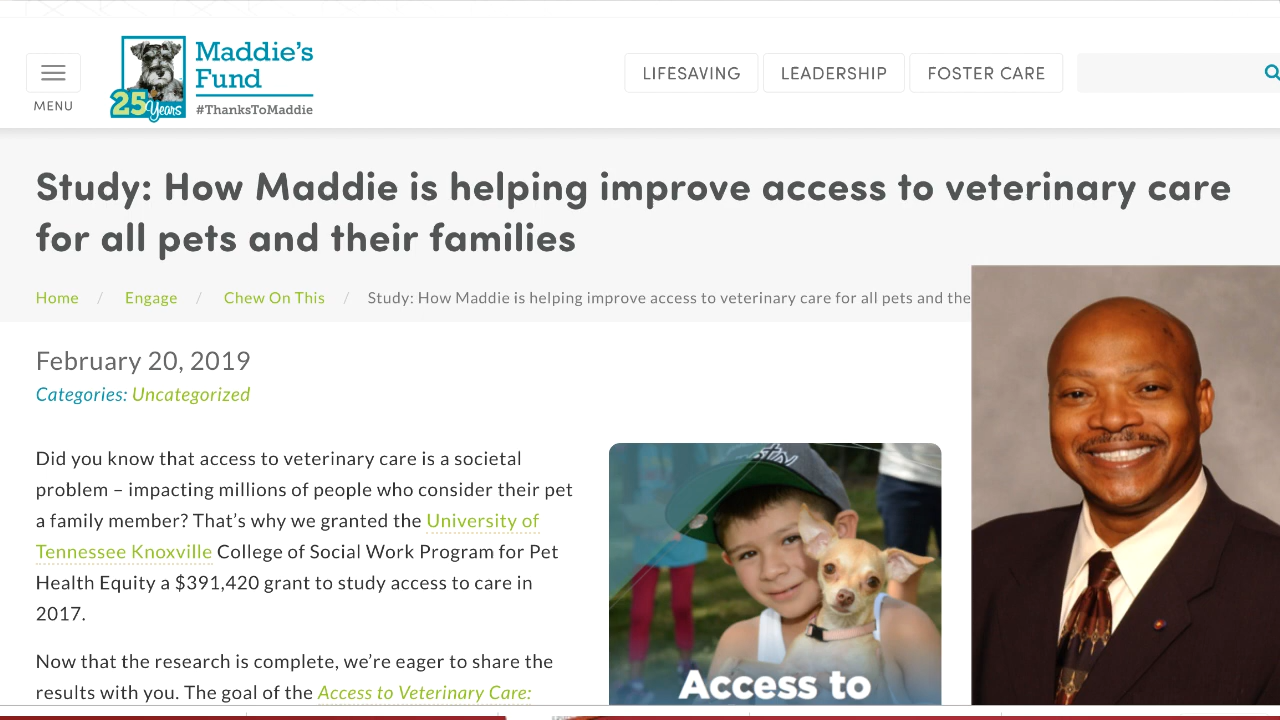 Maddie's
Fund
25 Years
#ThanksToMaddie
MENU
LIFESAVING
LEADERSHIP
FOSTER CARE
Study: How Maddie is helping improve access to veterinary care
for all pets and their families
Home / Engage / Chew On This / Study: How Maddie is helping improve access to veterinary care for all pets and the
February 20, 2019
Categories: Uncategorized
Did you know that access to veterinary care is a societal
problem – impacting millions of people who consider their pet
a family member? That's why we granted the University of
Tennessee Knoxville College of Social Work Program for Pet
Health Equity a $391,420 grant to study access to care in
2017.
Now that the research is complete, we're eager to share the
results with you. The goal of the Access to Veterinary Care:
Access to